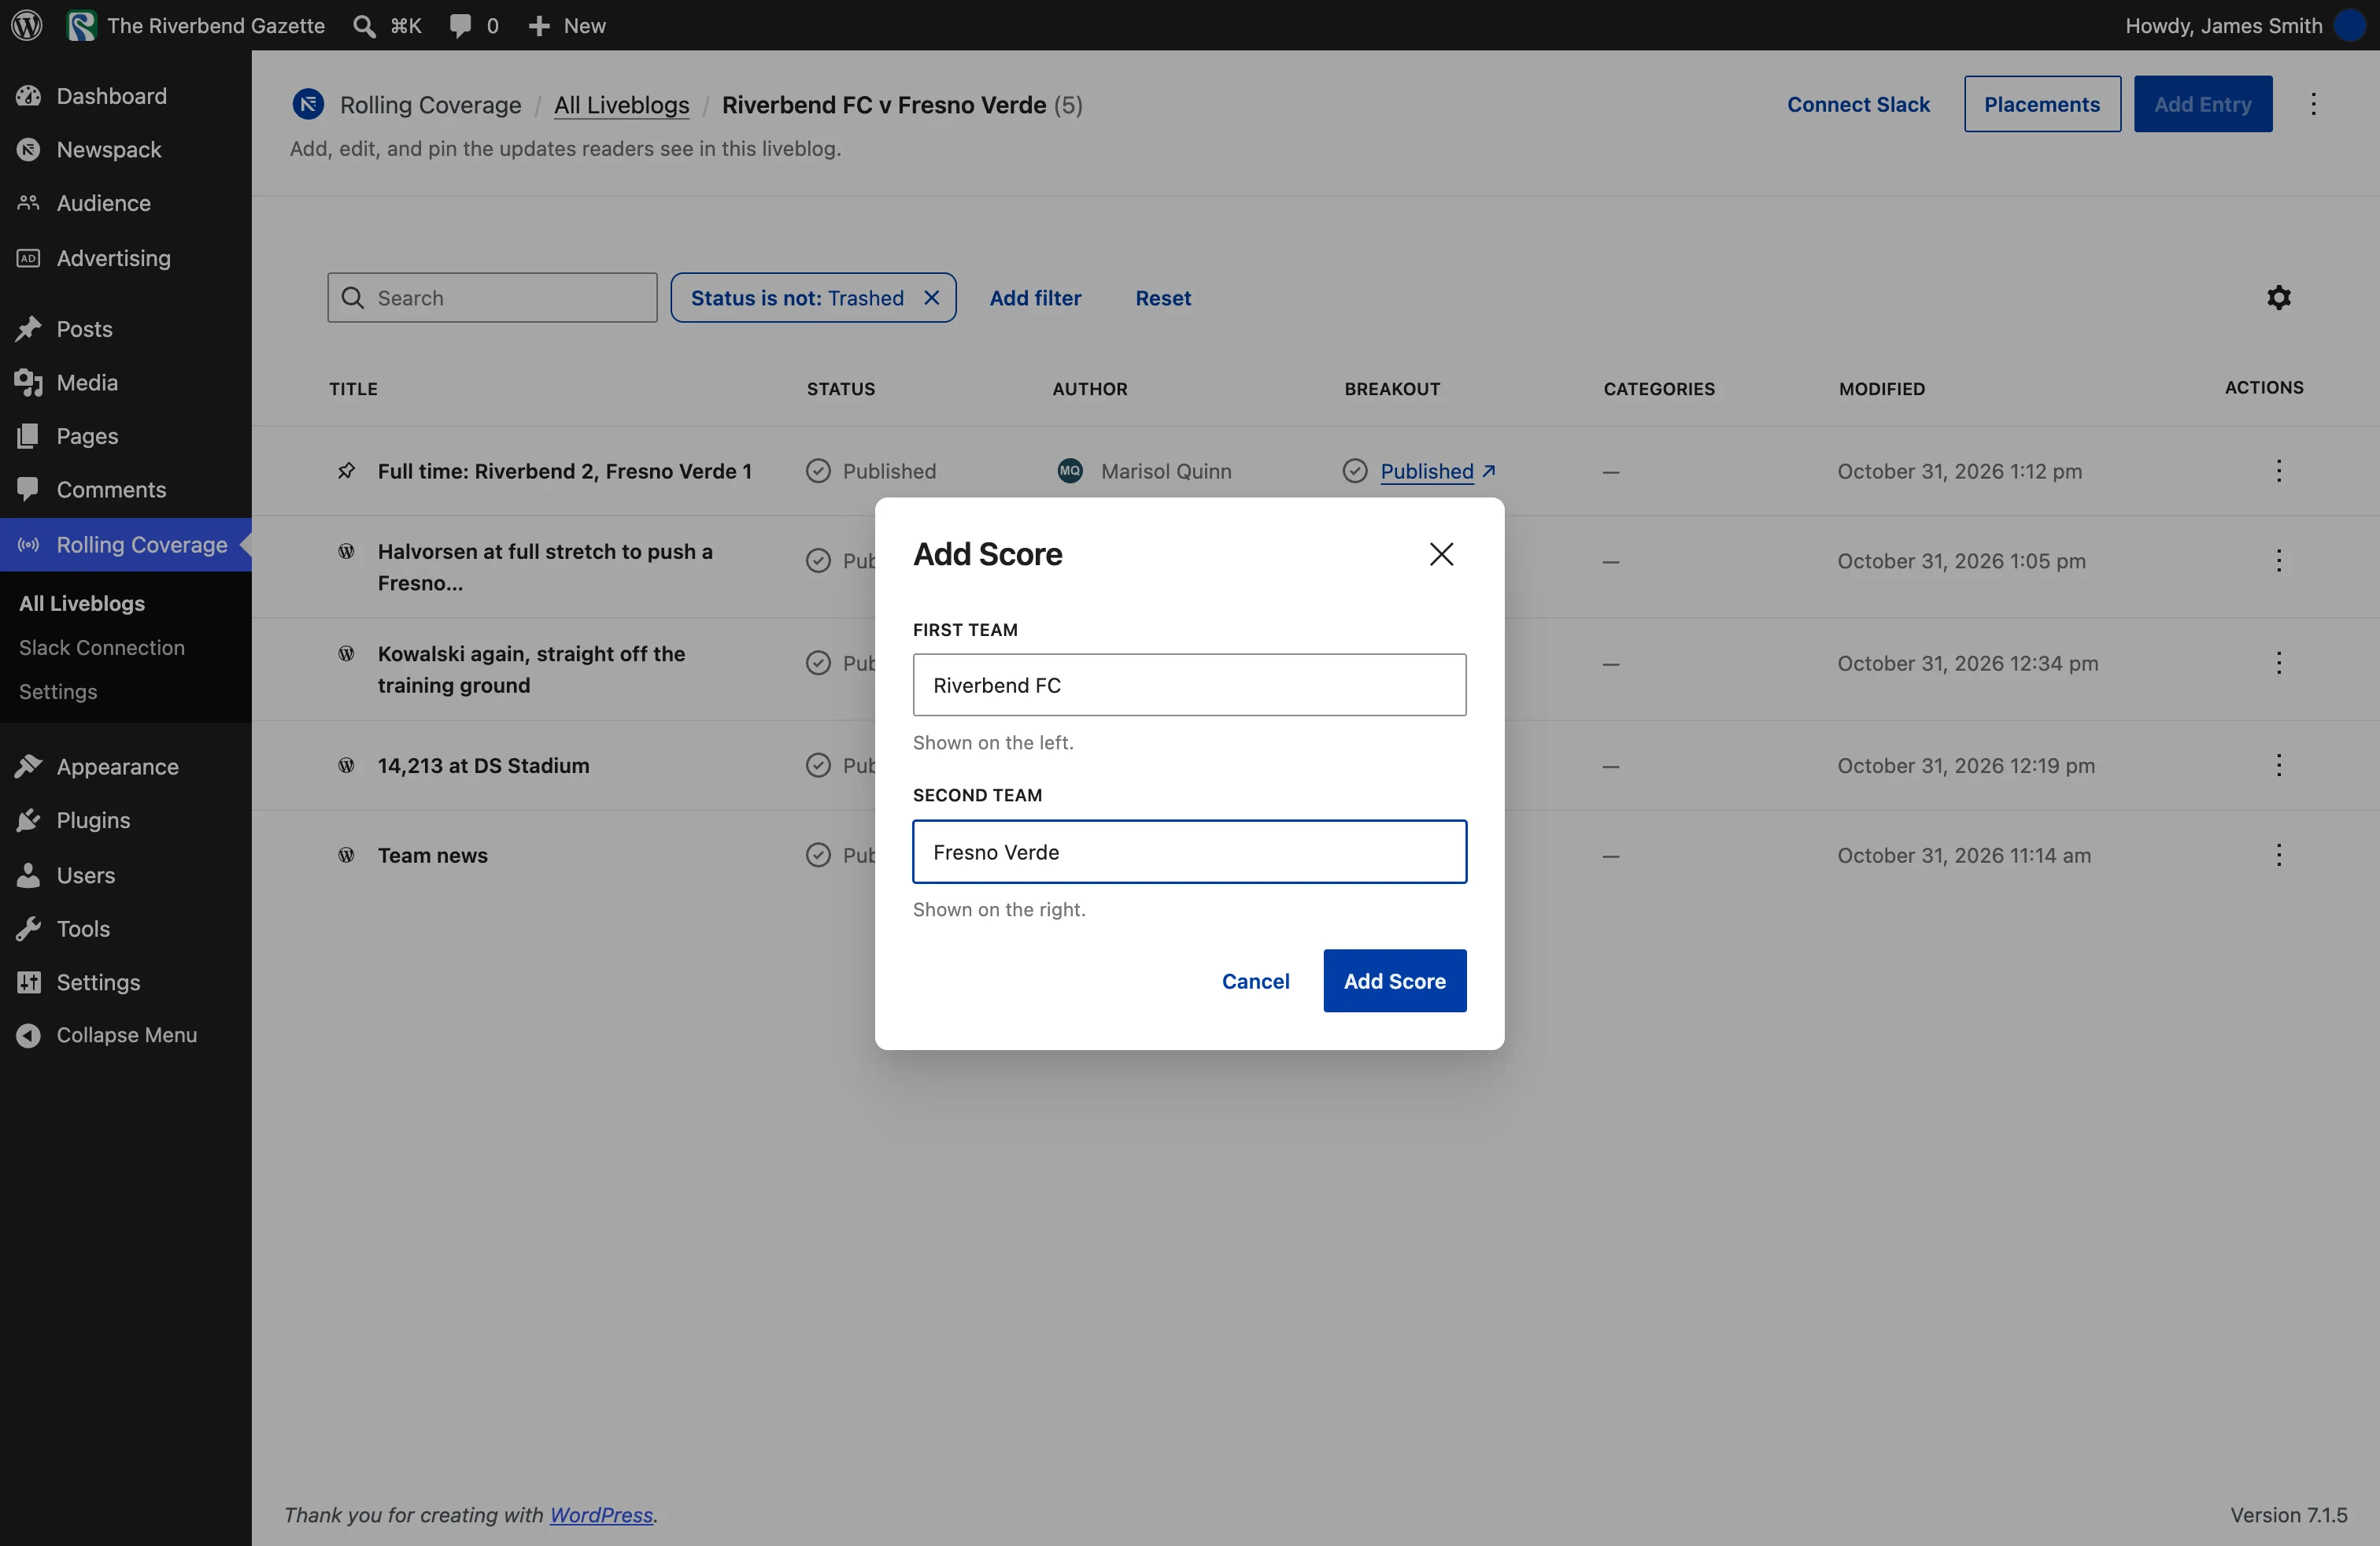 The Riverbend Gazette ⌘K 0 New
Howdy, James Smith
Dashboard
Newspack
Audience
AD Advertising
Posts
Media
Pages
Comments
Rolling Coverage
All Liveblogs
Slack Connection
Settings
Appearance
Plugins
Users
Tools
Settings
Collapse Menu
Rolling Coverage / All Liveblogs / Riverbend FC v Fresno Verde (5)
Add, edit, and pin the updates readers see in this liveblog.
Connect Slack Placements Add Entry
Search Status is not: Trashed Add filter Reset
TITLE STATUS AUTHOR BREAKOUT CATEGORIES MODIFIED ACTIONS
Full time: Riverbend 2, Fresno Verde 1 Published MQ Marisol Quinn Published ↗ — October 31, 2026 1:12 pm
Halvorsen at full stretch to push a
Fresno...
Pub — October 31, 2026 1:05 pm
Kowalski again, straight off the
training ground
Pub — October 31, 2026 12:34 pm
14,213 at DS Stadium Pub — October 31, 2026 12:19 pm
Team news Pub — October 31, 2026 11:14 am
Add Score
FIRST TEAM
Riverbend FC
Shown on the left.
SECOND TEAM
Fresno Verde
Shown on the right.
Cancel Add Score
Thank you for creating with WordPress.
Version 7.1.5